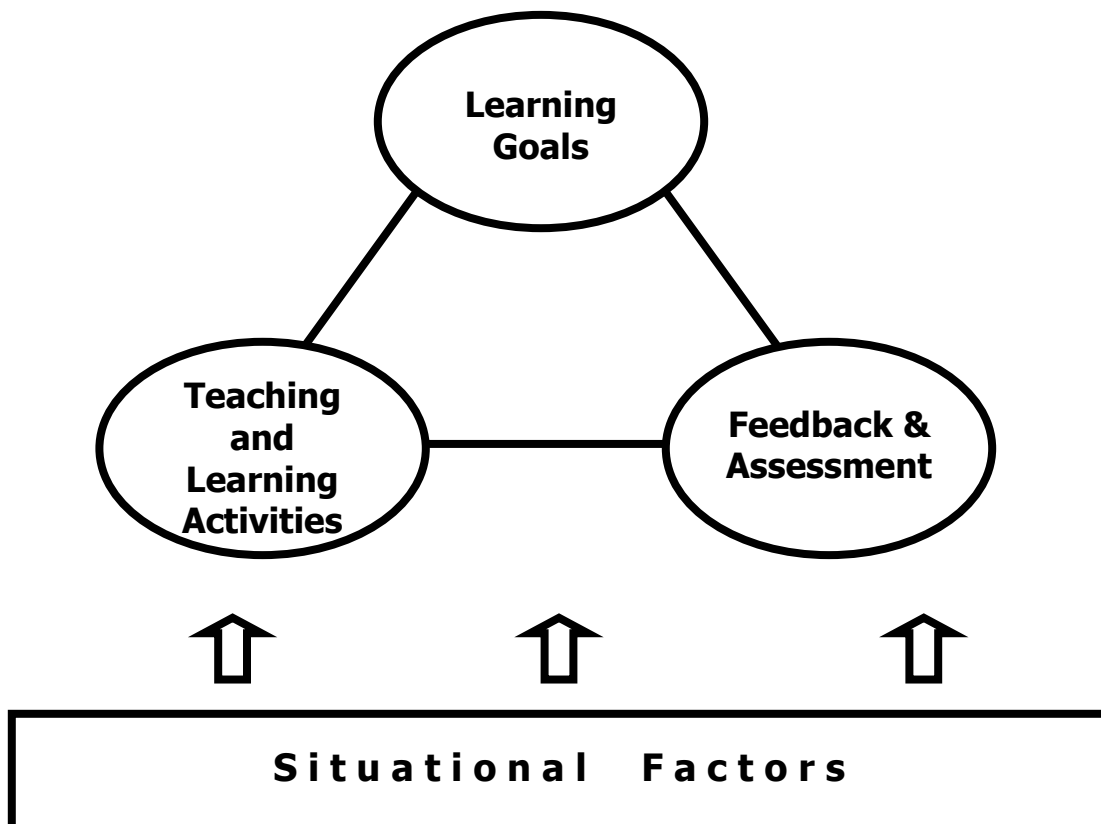 Learning
Goals
Teaching
and
Learning
Activities
Feedback &
Assessment
Situational Factors